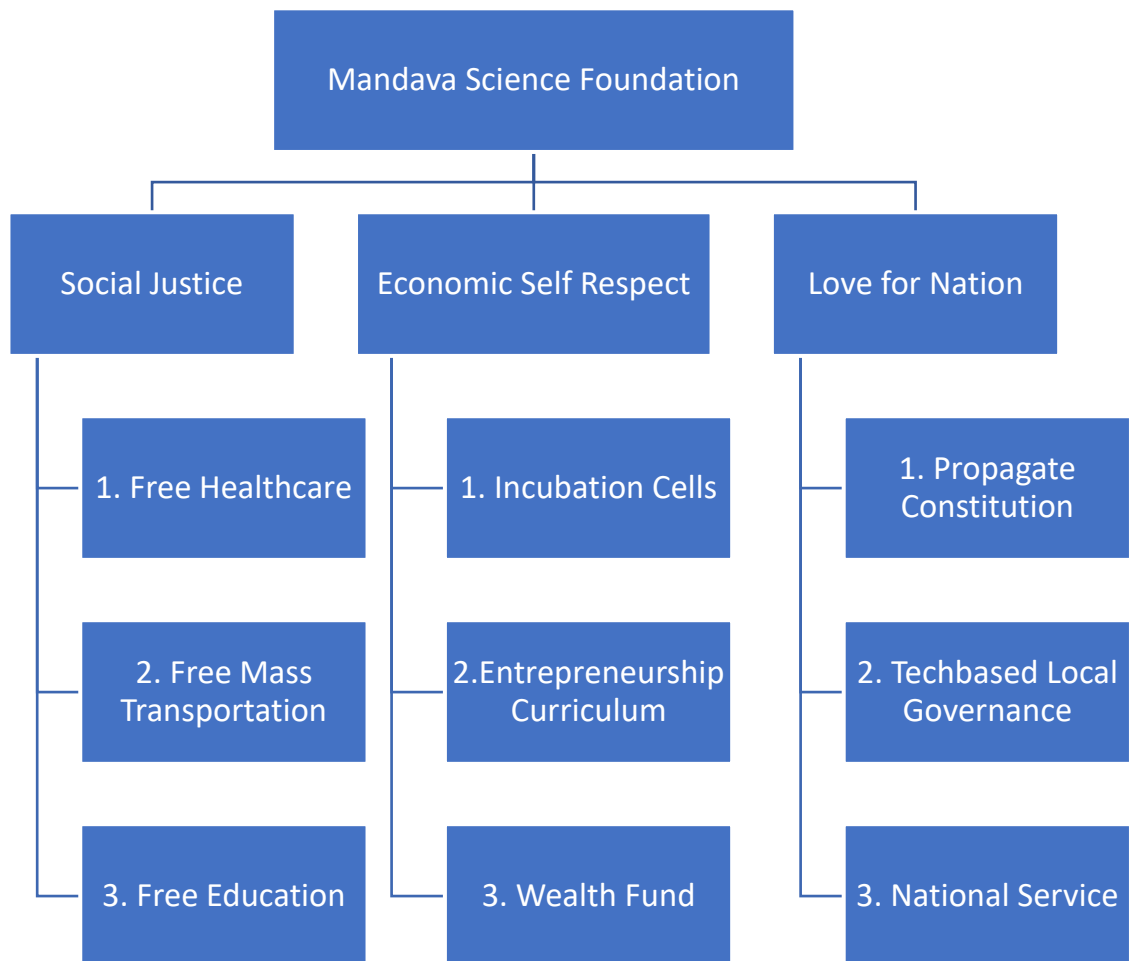 Mandava Science Foundation
Social Justice
Economic Self Respect
Love for Nation
1. Free Healthcare
2. Free Mass
Transportation
3. Free Education
1. Incubation Cells
2.Entrepreneurship
Curriculum
3. Wealth Fund
1. Propagate
Constitution
2. Techbased Local
Governance
3. National Service